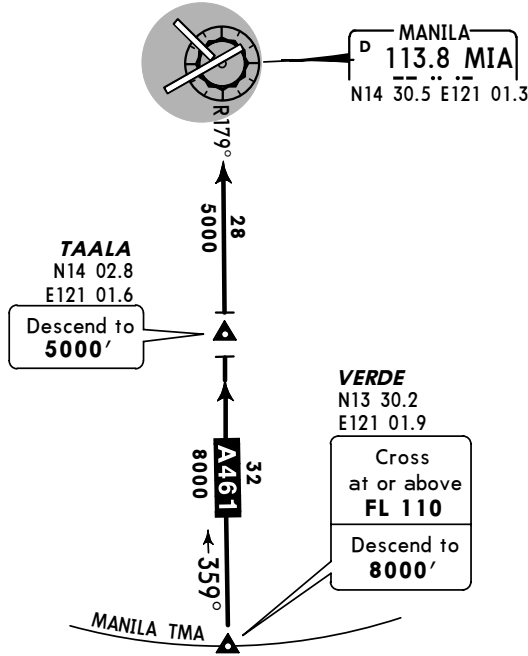 MANILA
D 113.8 MIA
N14 30.5 E121 01.3
R179°
28
5000
TAALA
N14 02.8
E121 01.6
Descend to
5000'
VERDE
N13 30.2
E121 01.9
Cross
at or above
FL 110
Descend to
8000'
32
A461
8000
359°
MANILA TMA